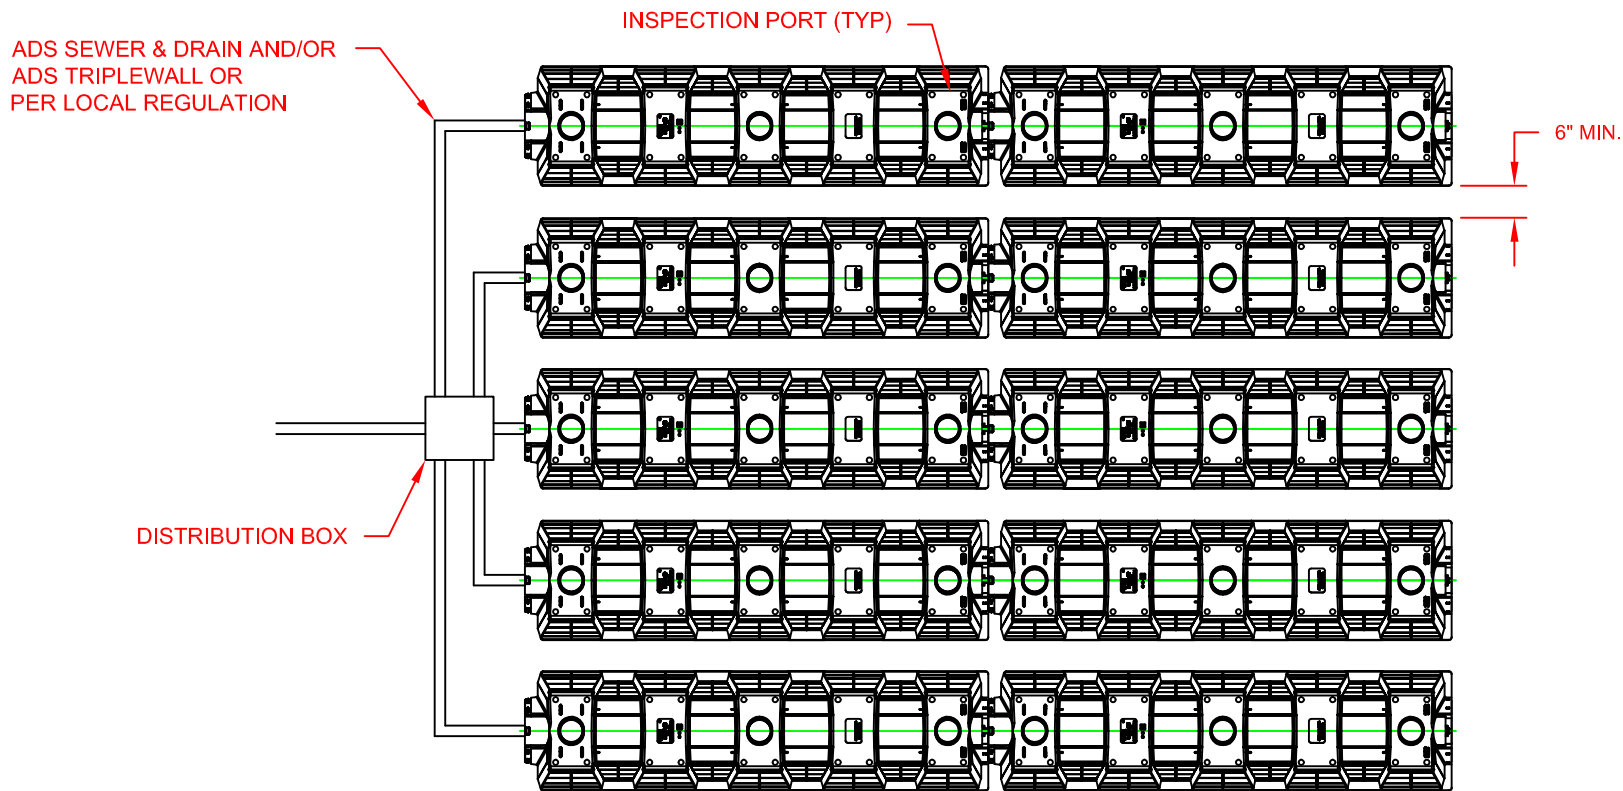 INSPECTION PORT (TYP)
ADS SEWER & DRAIN AND/OR
ADS TRIPLEWALL OR
PER LOCAL REGULATION
6" MIN.
DISTRIBUTION BOX